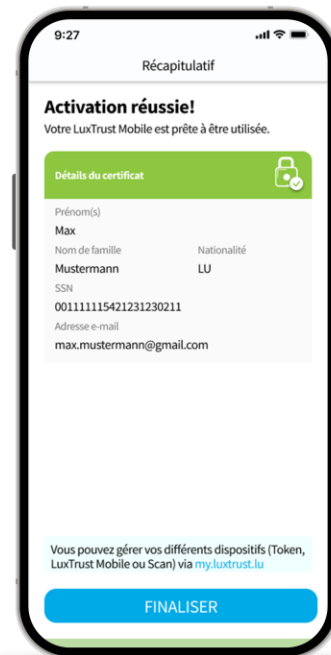 9:27
Récapitulatif
Activation réussie!
Votre LuxTrust Mobile est prête à être utilisée.
Détails du certificat
Prénom(s)
Max
Nom de famille Nationalité
Mustermann LU
SSN
001111115421231230211
Adresse e-mail
max.mustermann@gmail.com
Vous pouvez gérer vos différents dispositifs (Token,
LuxTrust Mobile ou Scan) via my.luxtrust.lu
FINALISER